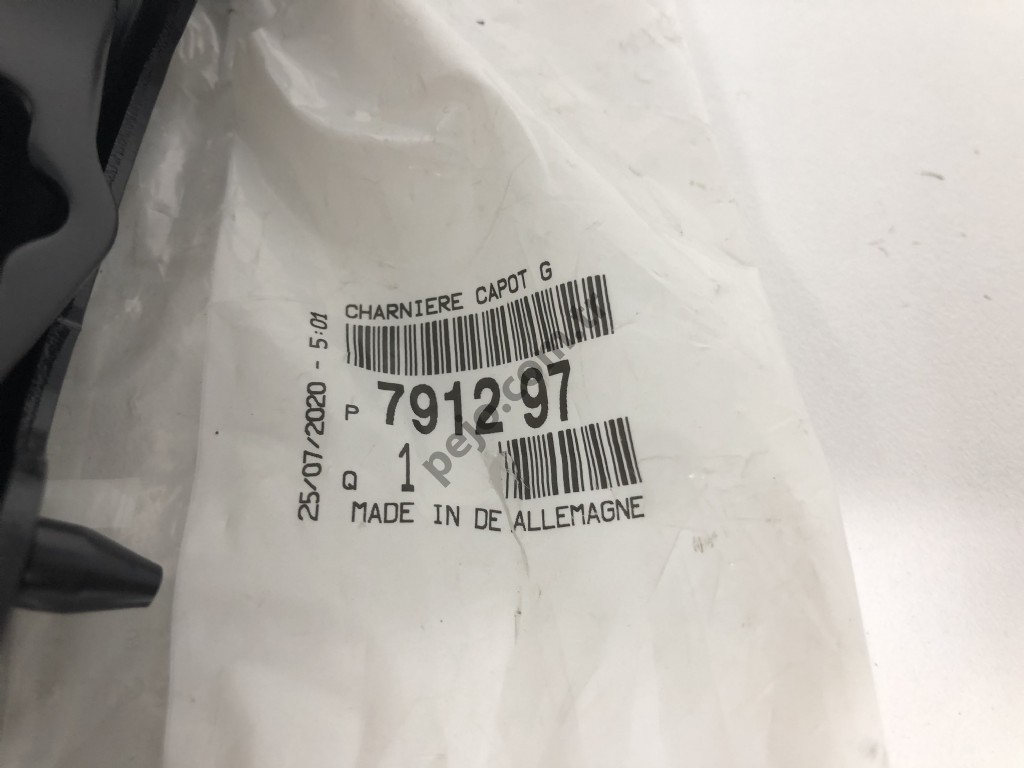 CHARNIERE CAPOT G
25/07/2020 - 5:01
P 7912 97
Q 1
MADE IN DE ALLEMAGNE